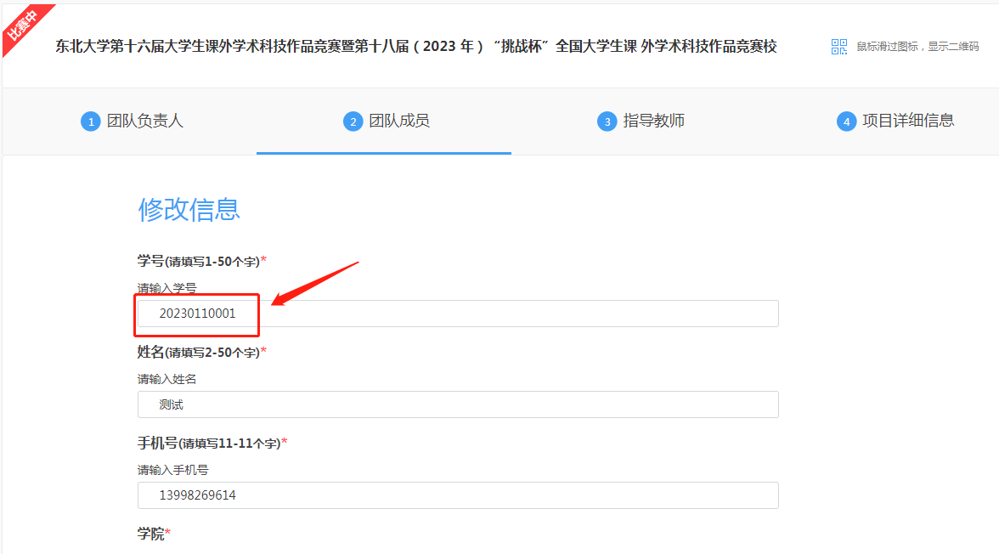 比赛中
东北大学第十六届大学生课外学术科技作品竞赛暨第十八届（2023 年）“挑战杯”全国大学生课 外学术科技作品竞赛校
鼠标滑过图标，显示二维码
1 团队负责人
2 团队成员
3 指导教师
4 项目详细信息
修改信息
学号(请填写1-50个字)*
请输入学号
20230110001
姓名(请填写2-50个字)*
请输入姓名
测试
手机号(请填写11-11个字)*
请输入手机号
13998269614
学院*